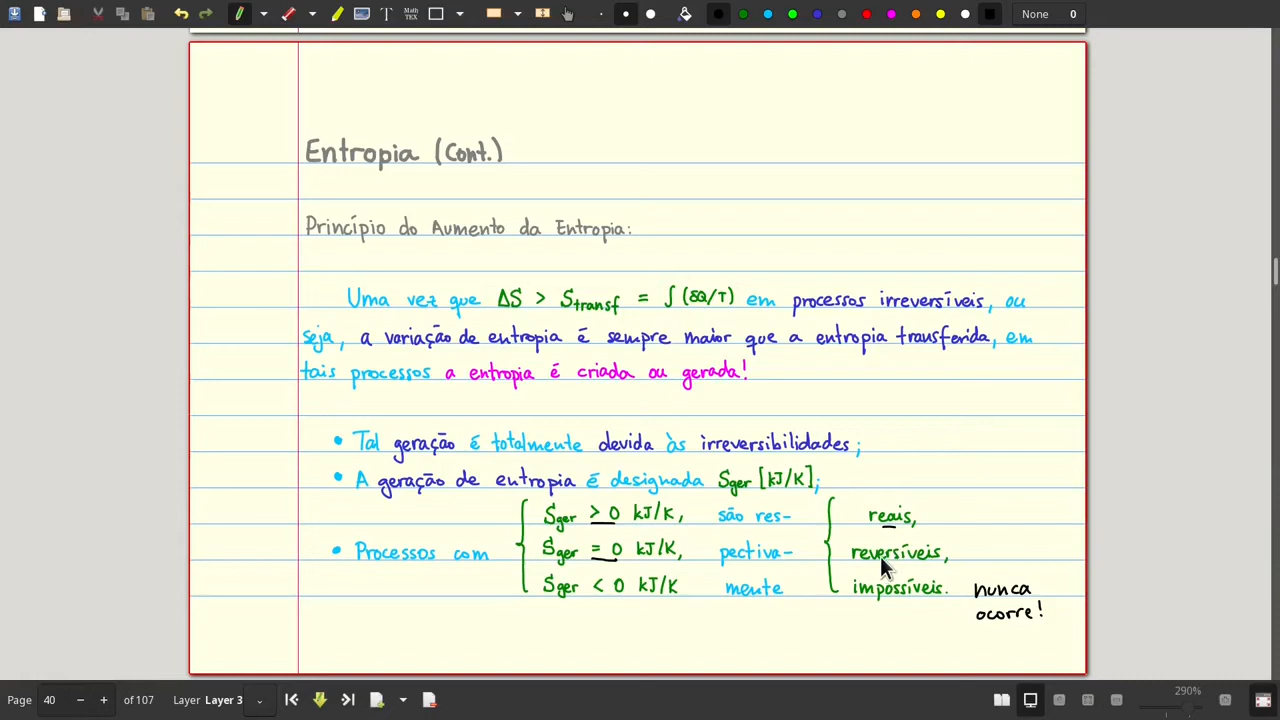 None 0
Entropia (Cont.)
Princípio do Aumento da Entropia:
Uma vez que ΔS > Stransf = ∫(δQ/T) em processos irreversíveis, ou
seja, a variação de entropia é sempre maior que a entropia transferida, em
tais processos a entropia é criada ou gerada!
• Tal geração é totalmente devida às irreversibilidades;
• A geração de entropia é designada Sger [kJ/K];
Sger > 0 kJ/K, são res- reais,
• Processos com Sger = 0 kJ/K, pectiva- reversíveis,
Sger < 0 kJ/K mente impossíveis. nunca
ocorre!
Page 40 of 107 Layer Layer 3 290%